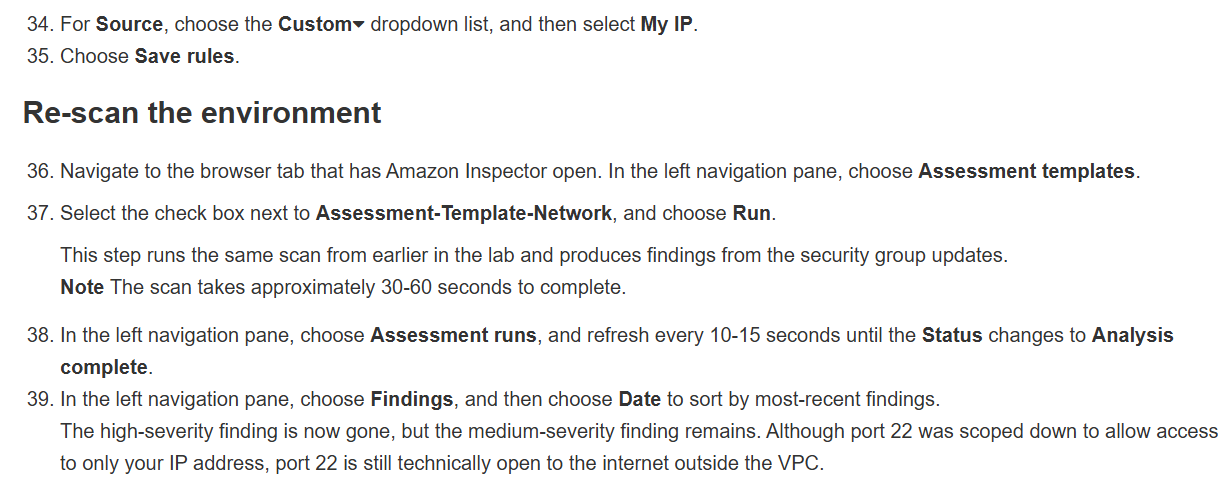 34. For Source, choose the Custom▾ dropdown list, and then select My IP.
35. Choose Save rules.
Re-scan the environment
36. Navigate to the browser tab that has Amazon Inspector open. In the left navigation pane, choose Assessment templates.
37. Select the check box next to Assessment-Template-Network, and choose Run.
This step runs the same scan from earlier in the lab and produces findings from the security group updates.
Note The scan takes approximately 30-60 seconds to complete.
38. In the left navigation pane, choose Assessment runs, and refresh every 10-15 seconds until the Status changes to Analysis
complete.
39. In the left navigation pane, choose Findings, and then choose Date to sort by most-recent findings.
The high-severity finding is now gone, but the medium-severity finding remains. Although port 22 was scoped down to allow access
to only your IP address, port 22 is still technically open to the internet outside the VPC.